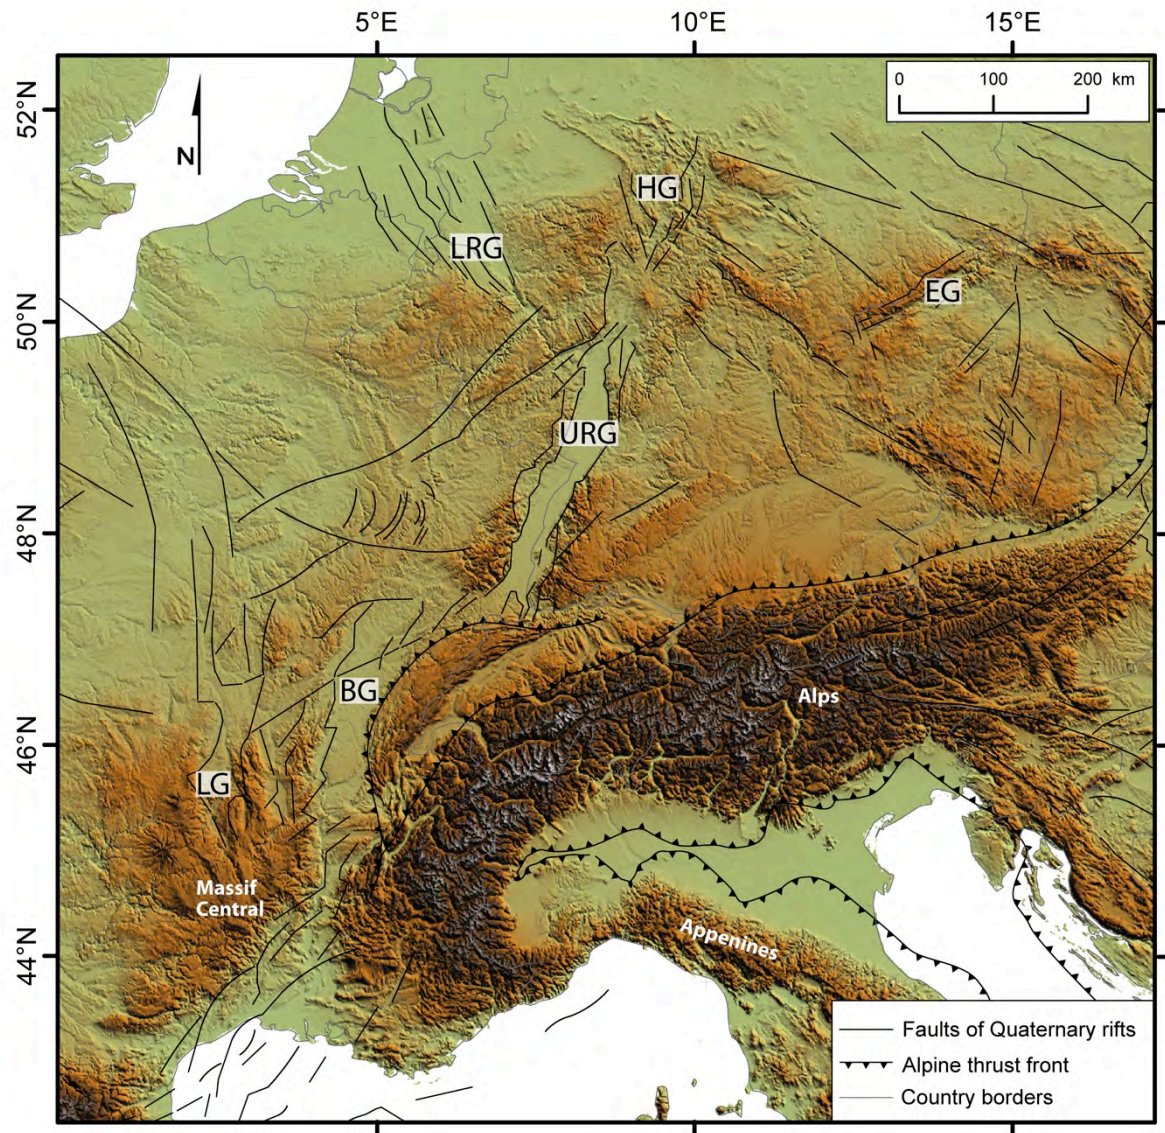 5°E 10°E 15°E
52°N
0 100 200 km
N
HG
LRG
EG
50°N
URG
48°N
BG
Alps
46°N
LG
Massif
Central
Appenines
44°N
Faults of Quaternary rifts
Alpine thrust front
Country borders